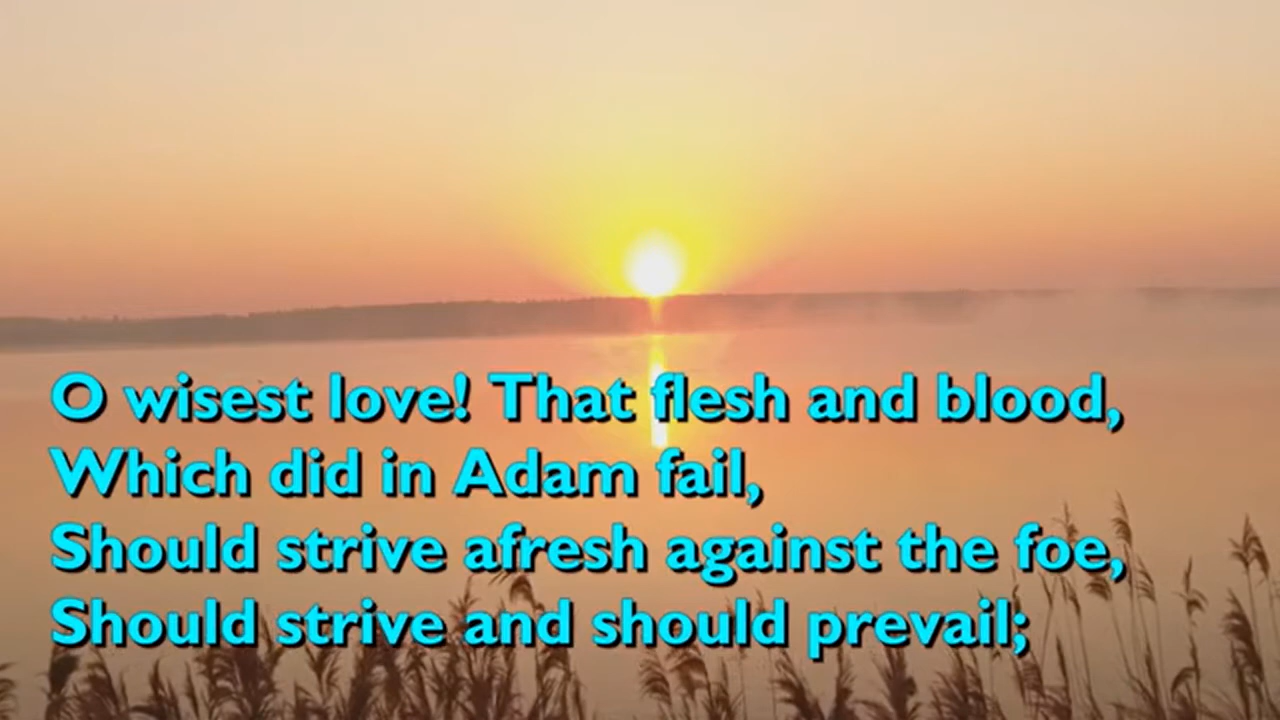 O wisest love! That flesh and blood,
Which did in Adam fail,
Should strive afresh against the foe,
Should strive and should prevail;